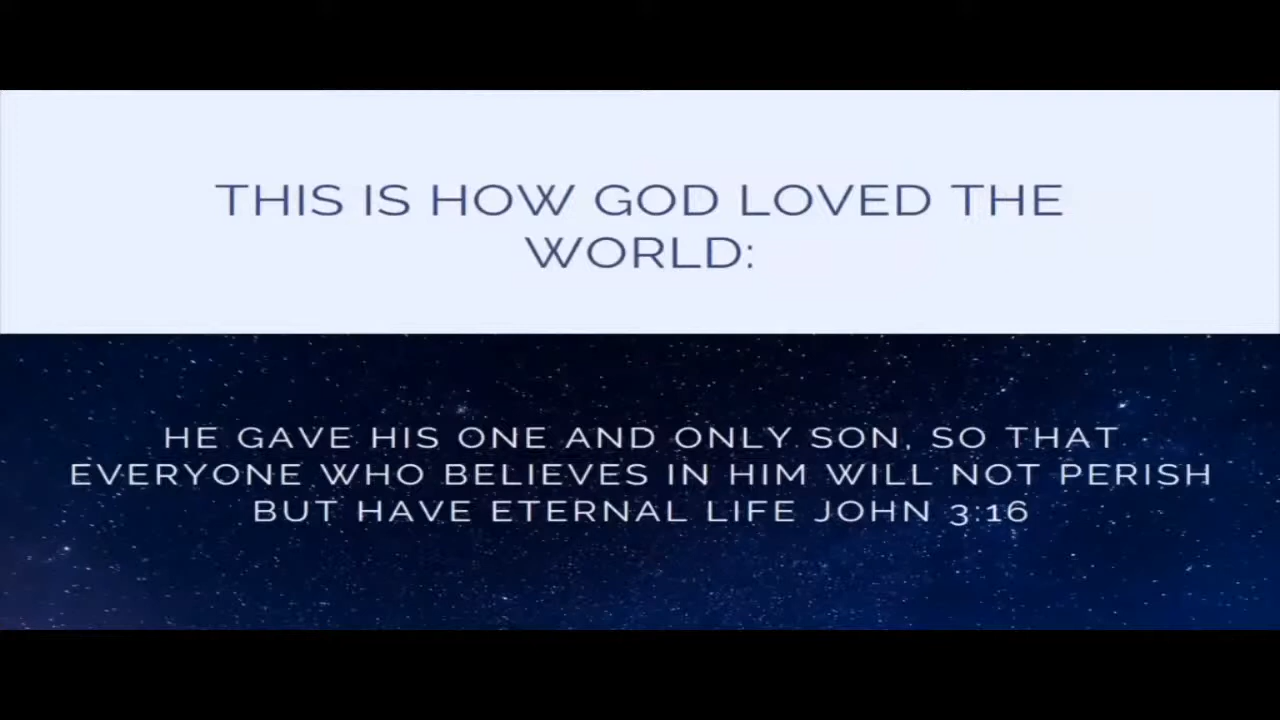 THIS IS HOW GOD LOVED THE
WORLD:
HE GAVE HIS ONE AND ONLY SON, SO THAT
EVERYONE WHO BELIEVES IN HIM WILL NOT PERISH
BUT HAVE ETERNAL LIFE JOHN 3:16